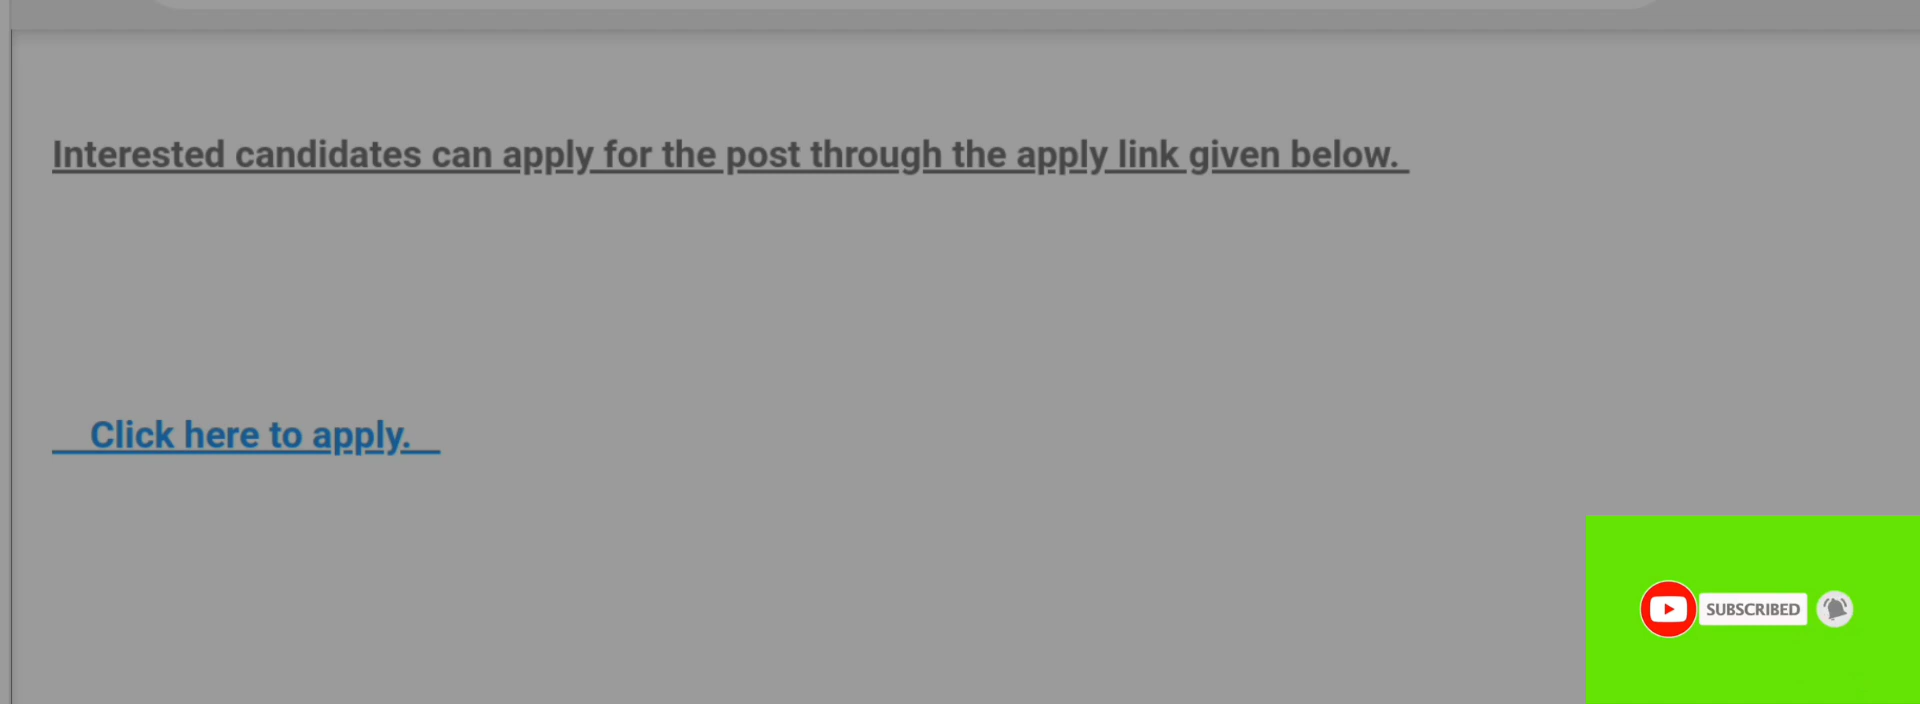 Interested candidates can apply for the post through the apply link given below.
Click here to apply.
SUBSCRIBED